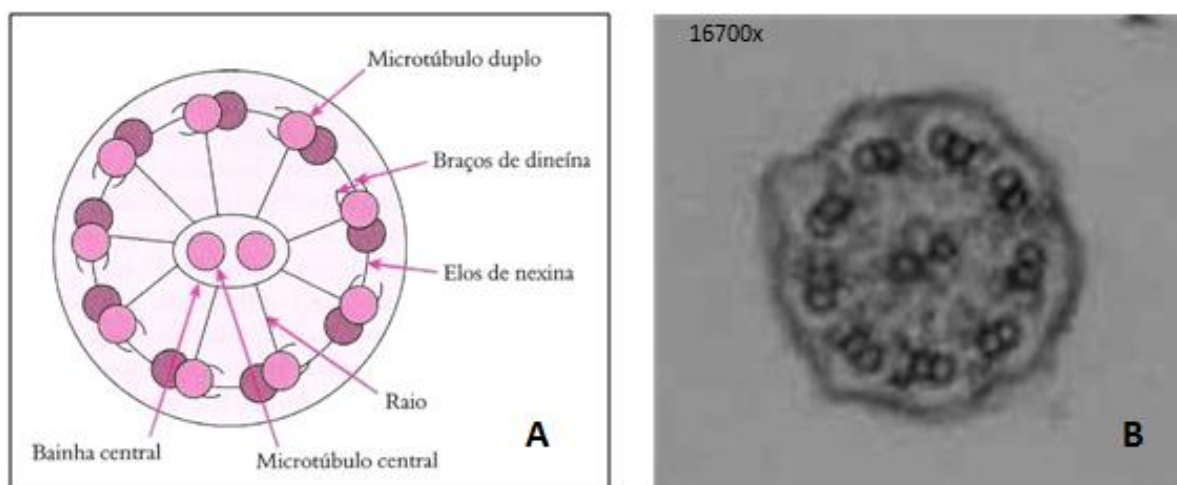 Microtúbulo duplo
Braços de dineína
Elos de nexina
Raio
Microtúbulo central
Bainha central
A
16700x
B